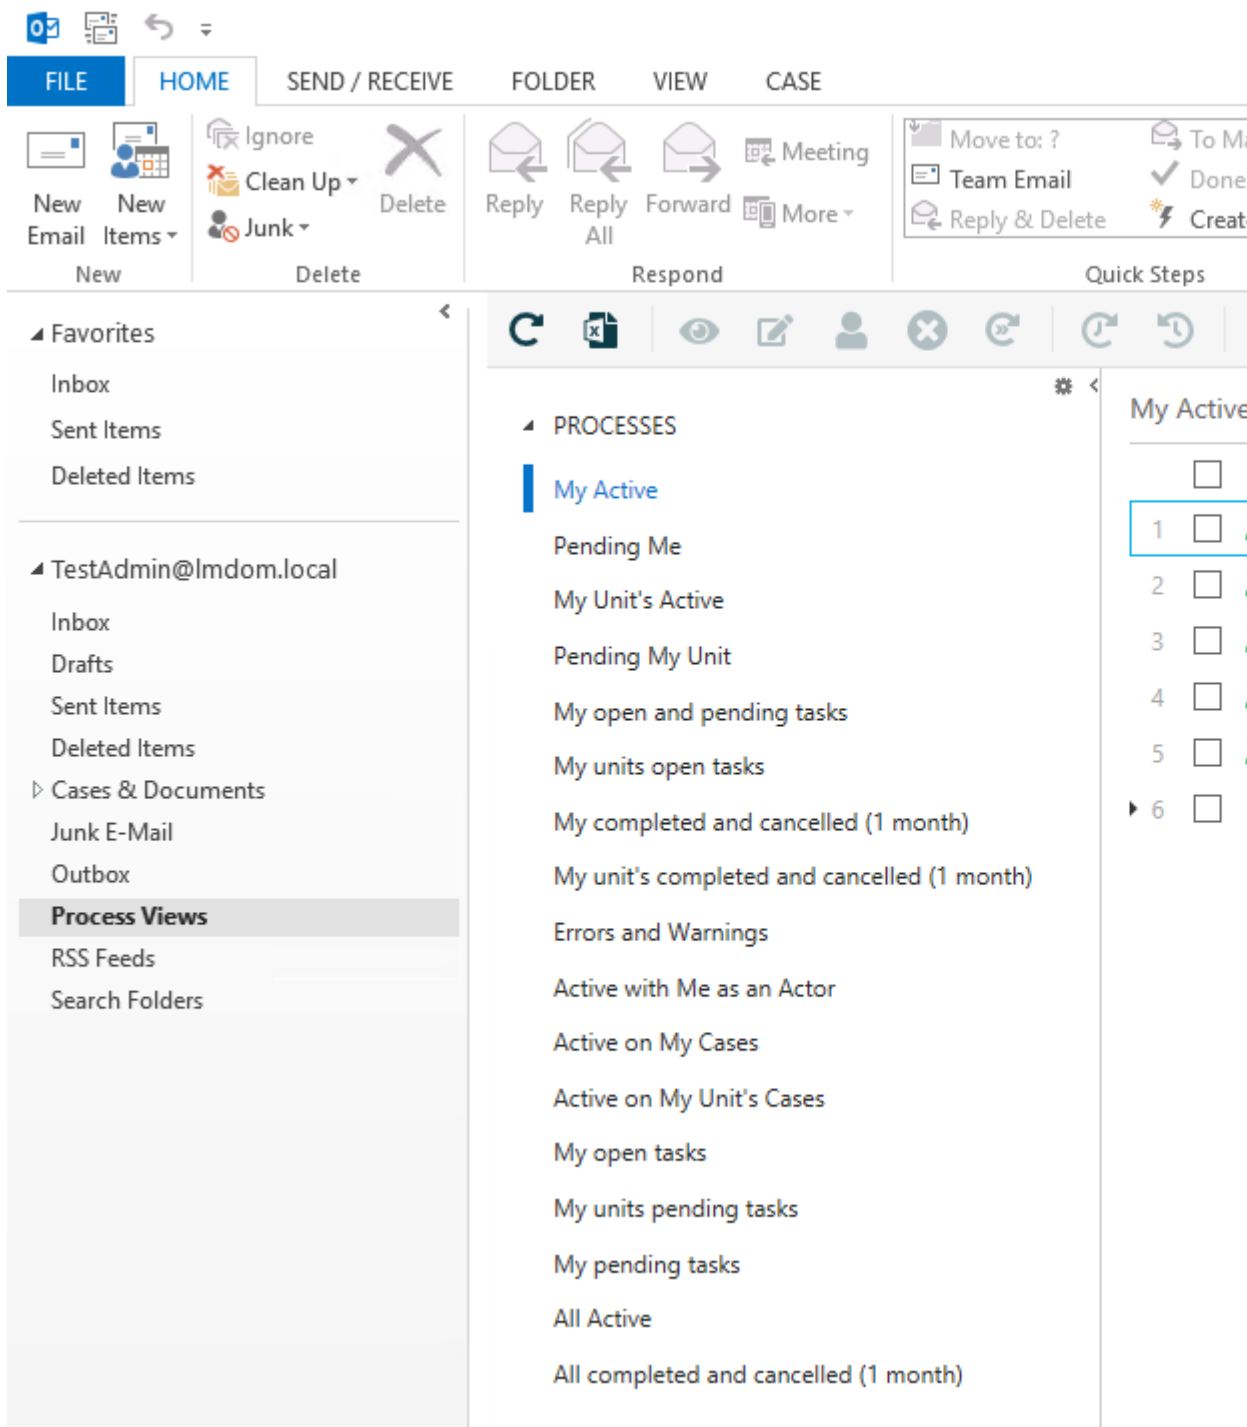 FILE HOME SEND / RECEIVE FOLDER VIEW CASE
New Email
New Items
Ignore
Clean Up
Junk
Delete
Reply
Reply All
Forward
Meeting
More
Move to: ?
Team Email
Reply & Delete
To Ma
Done
Creat
New Delete Respond Quick Steps
Favorites
Inbox
Sent Items
Deleted Items
TestAdmin@lmdom.local
Inbox
Drafts
Sent Items
Deleted Items
Cases & Documents
Junk E-Mail
Outbox
Process Views
RSS Feeds
Search Folders
PROCESSES
My Active
Pending Me
My Unit's Active
Pending My Unit
My open and pending tasks
My units open tasks
My completed and cancelled (1 month)
My unit's completed and cancelled (1 month)
Errors and Warnings
Active with Me as an Actor
Active on My Cases
Active on My Unit's Cases
My open tasks
My units pending tasks
My pending tasks
All Active
All completed and cancelled (1 month)
My Active
1
2
3
4
5
6